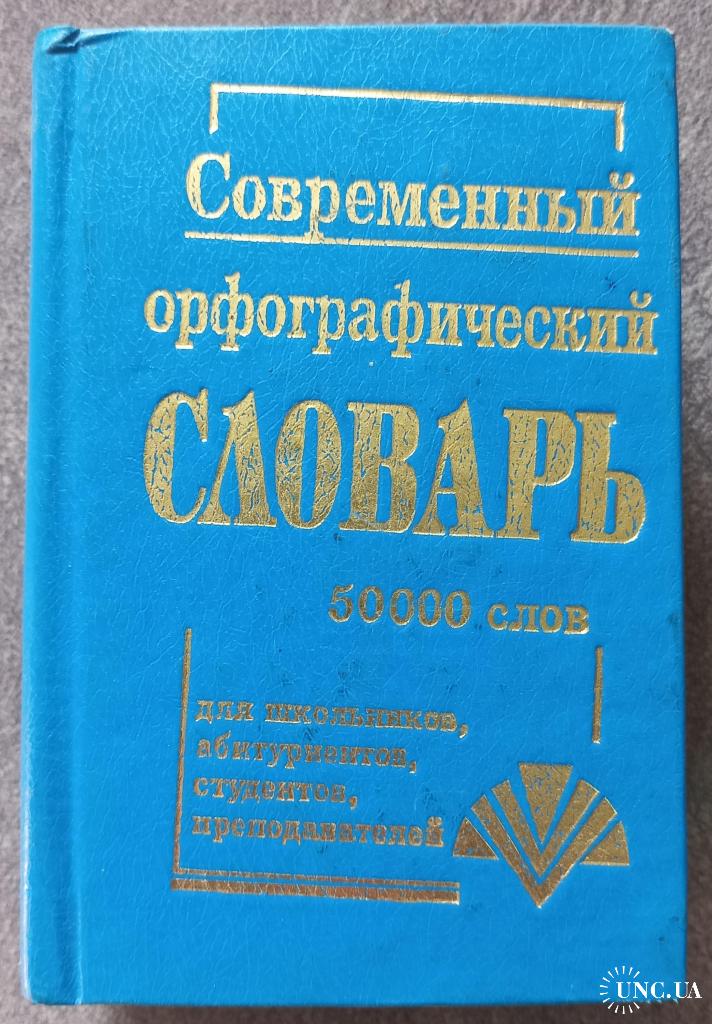 Современный
орфографический
СЛОВАРЬ
50000 слов
для школьников,
абитуриентов,
студентов,
преподавателей
UNC.UA